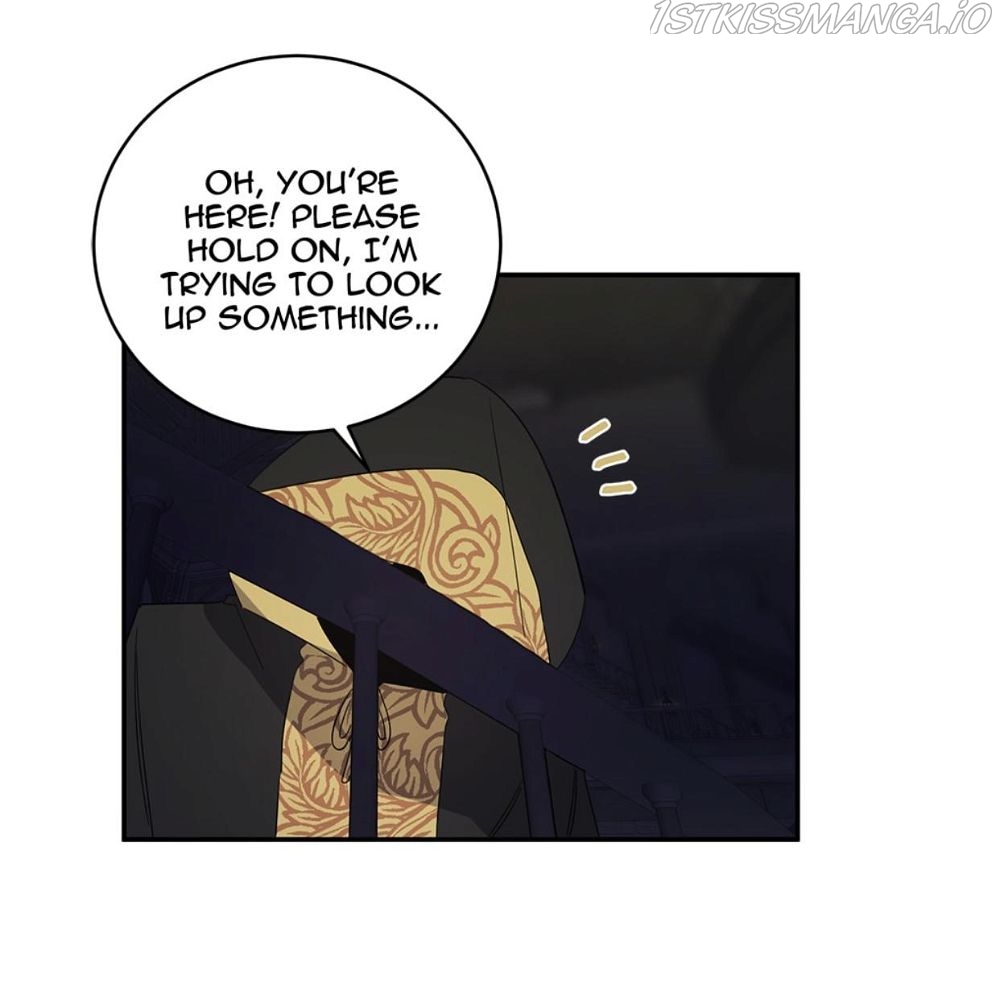 1STKISSMANGA.IO
OH, YOU'RE
HERE! PLEASE
HOLD ON, I'M
TRYING TO LOOK
UP SOMETHING...